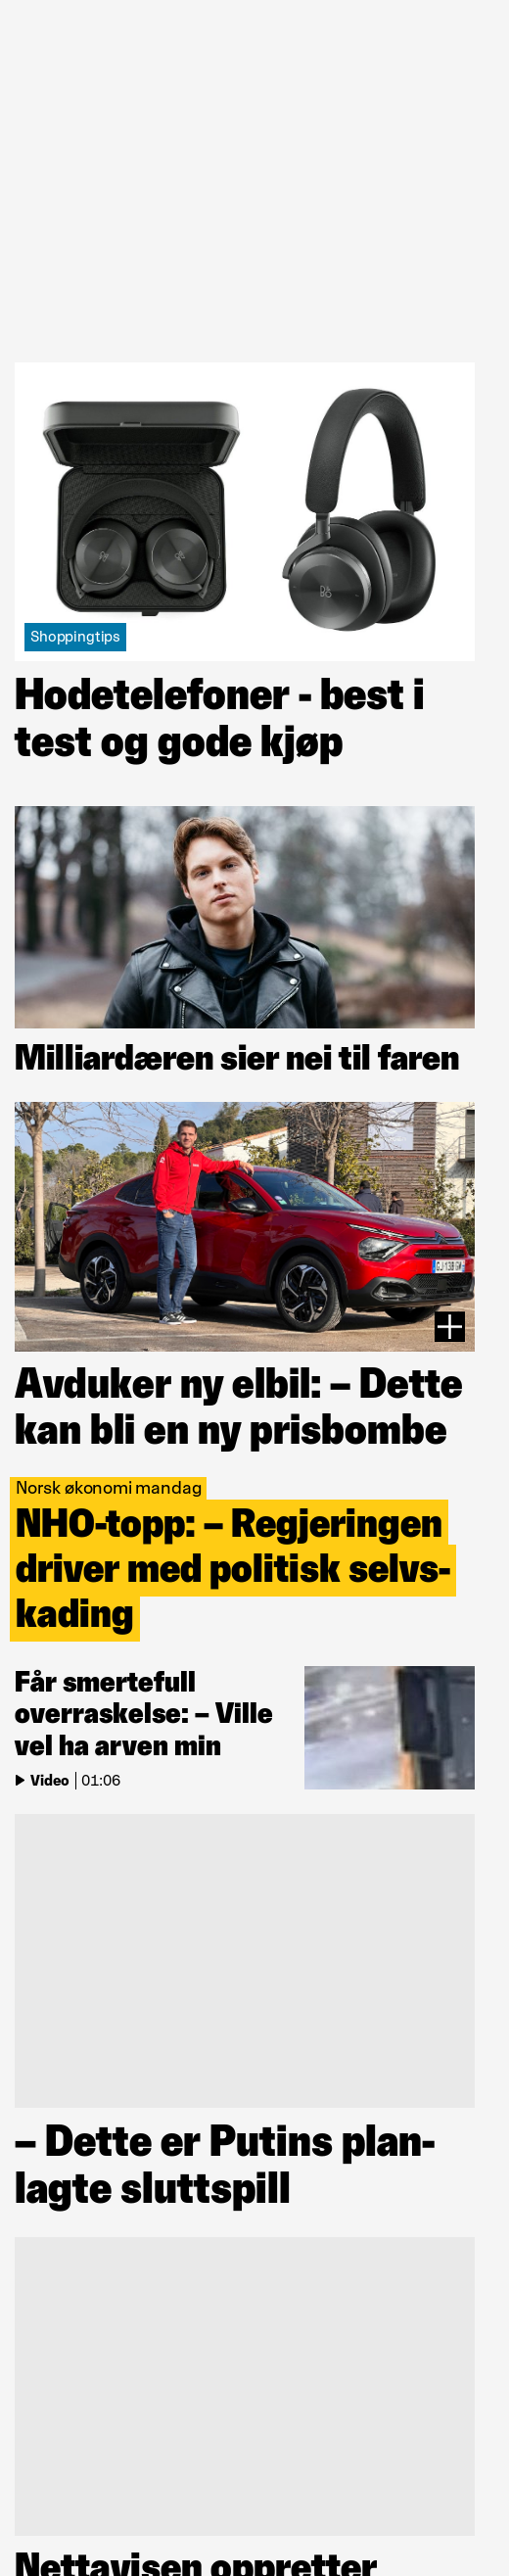 Shoppingtips
Hodetelefoner - best i
test og gode kjøp
Milliardæren sier nei til faren
Avduker ny elbil: – Dette
kan bli en ny prisbombe
Norsk økonomi mandag
NHO-topp: – Regjeringen
driver med politisk selvs-
kading
Får smertefull
overraskelse: – Ville
vel ha arven min
Video | 01:06
– Dette er Putins plan-
lagte sluttspill
Nettavisen oppretter